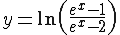 y = ln((e^x − 1)/(e^x − 2))